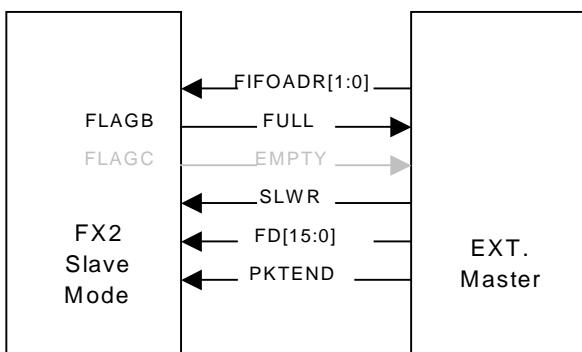 FIFOADR[1:0]
FLAGB FULL
FLAGC EMPTY
SLWR
FD[15:0]
PKTEND
FX2
Slave
Mode
EXT.
Master